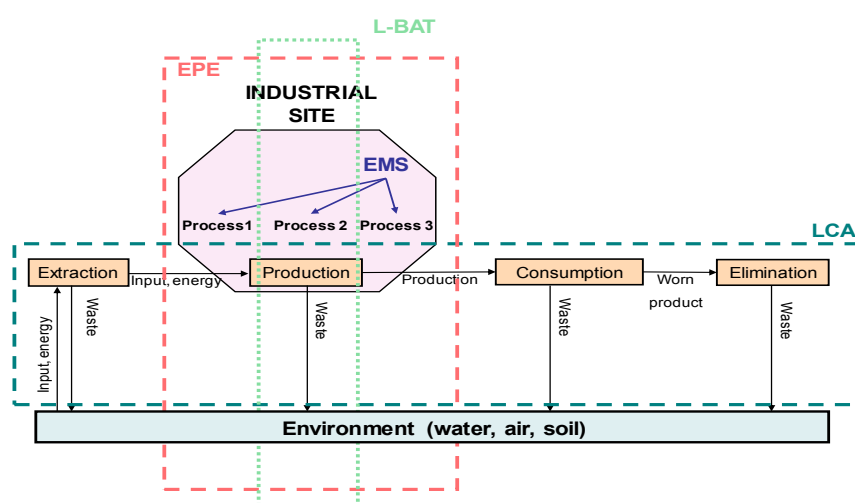 L-BAT
EPE
INDUSTRIAL
SITE
EMS
Process1
Process 2
Process 3
LCA
Extraction
Input, energy
Production
Production
Consumption
Worn
product
Elimination
Input, energy
Waste
Waste
Waste
Waste
Environment (water, air, soil)